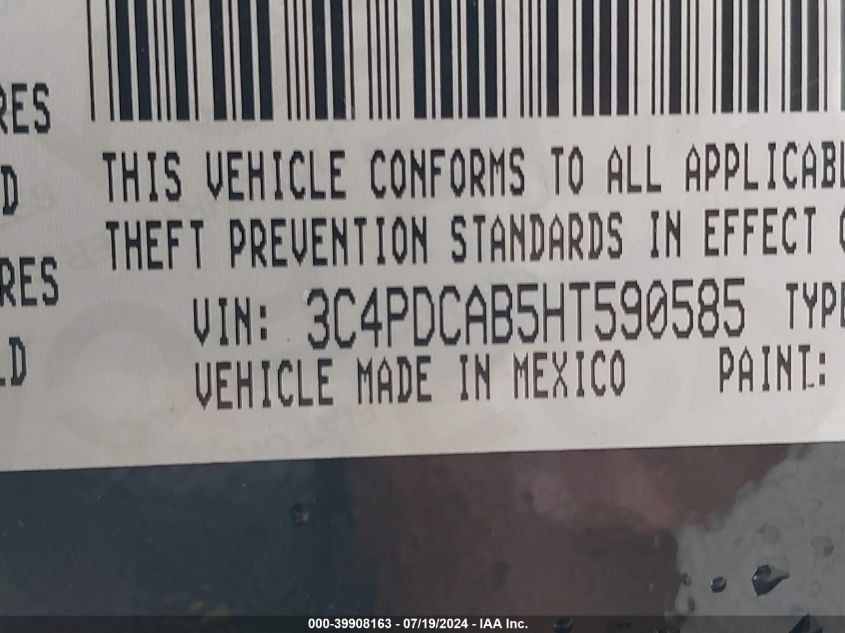 RES
D
RES
LD
THIS VEHICLE CONFORMS TO ALL APPLICABL
THEFT PREVENTION STANDARDS IN EFFECT O
VIN: 3C4PDCAB5HT590585 TYPE
VEHICLE MADE IN MEXICO PAINT:
000-39908163 - 07/19/2024 - IAA Inc.